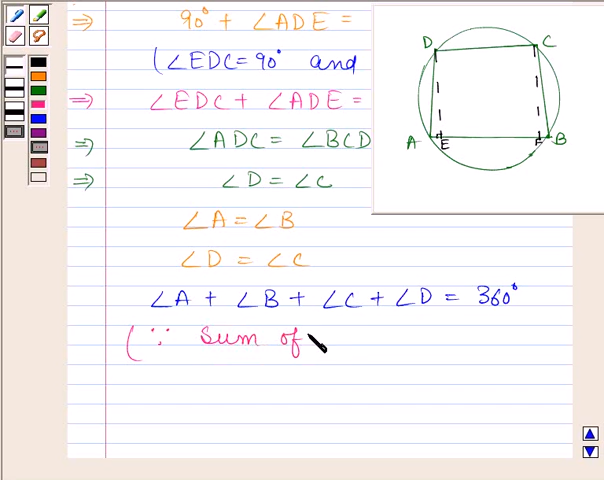 ⇒ 90° + ∠ADE =
(∠EDC = 90° and
⇒ ∠EDC + ∠ADE =
⇒ ∠ADC = ∠BCD
⇒ ∠D = ∠C
∠A = ∠B
∠D = ∠C
∠A + ∠B + ∠C + ∠D = 360°
(∵ Sum of
D C
A E F B